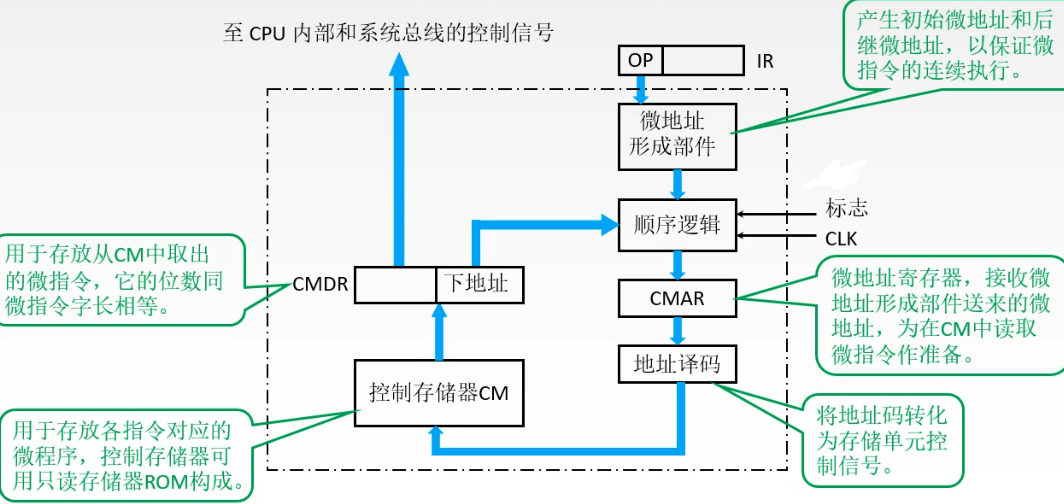 至 CPU 内部和系统总线的控制信号
OP
IR
产生初始微地址和后
继微地址，以保证微
指令的连续执行。
微地址
形成部件
顺序逻辑
标志
CLK
用于存放从CM中取出
的微指令，它的位数同
微指令字长相等。
CMDR
下地址
CMAR
微地址寄存器，接收微
地址形成部件送来的微
地址，为在CM中读取
微指令作准备。
地址译码
控制存储器CM
用于存放各指令对应的
微程序，控制存储器可
用只读存储器ROM构成。
将地址码转化
为存储单元控
制信号。